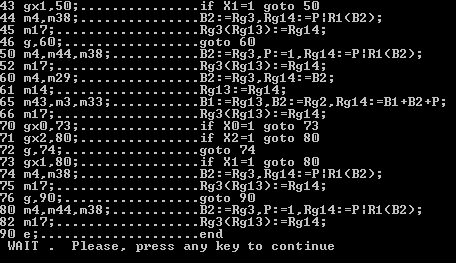 43 gx1,50;.............if X1=1 goto 50
44 m4,m38;.............B2:=Rg3,Rg14:=P!R1(B2);
45 m17;................Rg3(Rg13):=Rg14;
46 g,60;...............goto 60
50 m4,m44,m38;.........B2:=Rg3,P:=1,Rg14:=P!R1(B2);
52 m17;................Rg3(Rg13):=Rg14;
60 m4,m29;.............B2:=Rg3,Rg14:=B2;
61 m14;................Rg13:=Rg14;
65 m43,m3,m33;.........B1:=Rg13,B2:=Rg2,Rg14:=B1+B2+P;
66 m17;................Rg3(Rg13):=Rg14;
70 gx0,73;.............if X0=1 goto 73
71 gx2,80;.............if X2=1 goto 80
72 g,74;...............goto 74
73 gx1,80;.............if X1=1 goto 80
74 m4,m38;.............B2:=Rg3,Rg14:=P!R1(B2);
75 m17;................Rg3(Rg13):=Rg14;
76 g,90;...............goto 90
80 m4,m44,m38;.........B2:=Rg3,P:=1,Rg14:=P!R1(B2);
82 m17;................Rg3(Rg13):=Rg14;
90 e;..................end
WAIT .  Please, press any key to continue